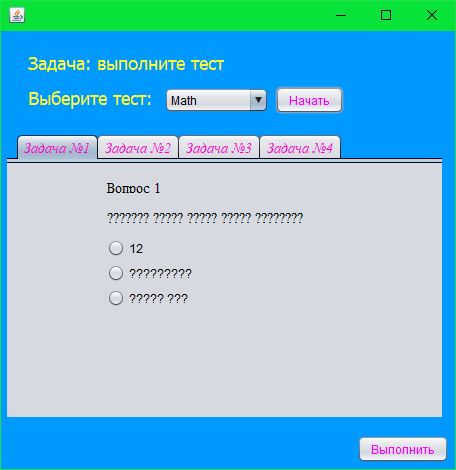 Задача: выполните тест
Выберите тест: Math Начать
Задача №1 Задача №2 Задача №3 Задача №4
Вопрос 1
??????? ????? ????? ????? ????????
12
?????????
????? ???
Выполнить